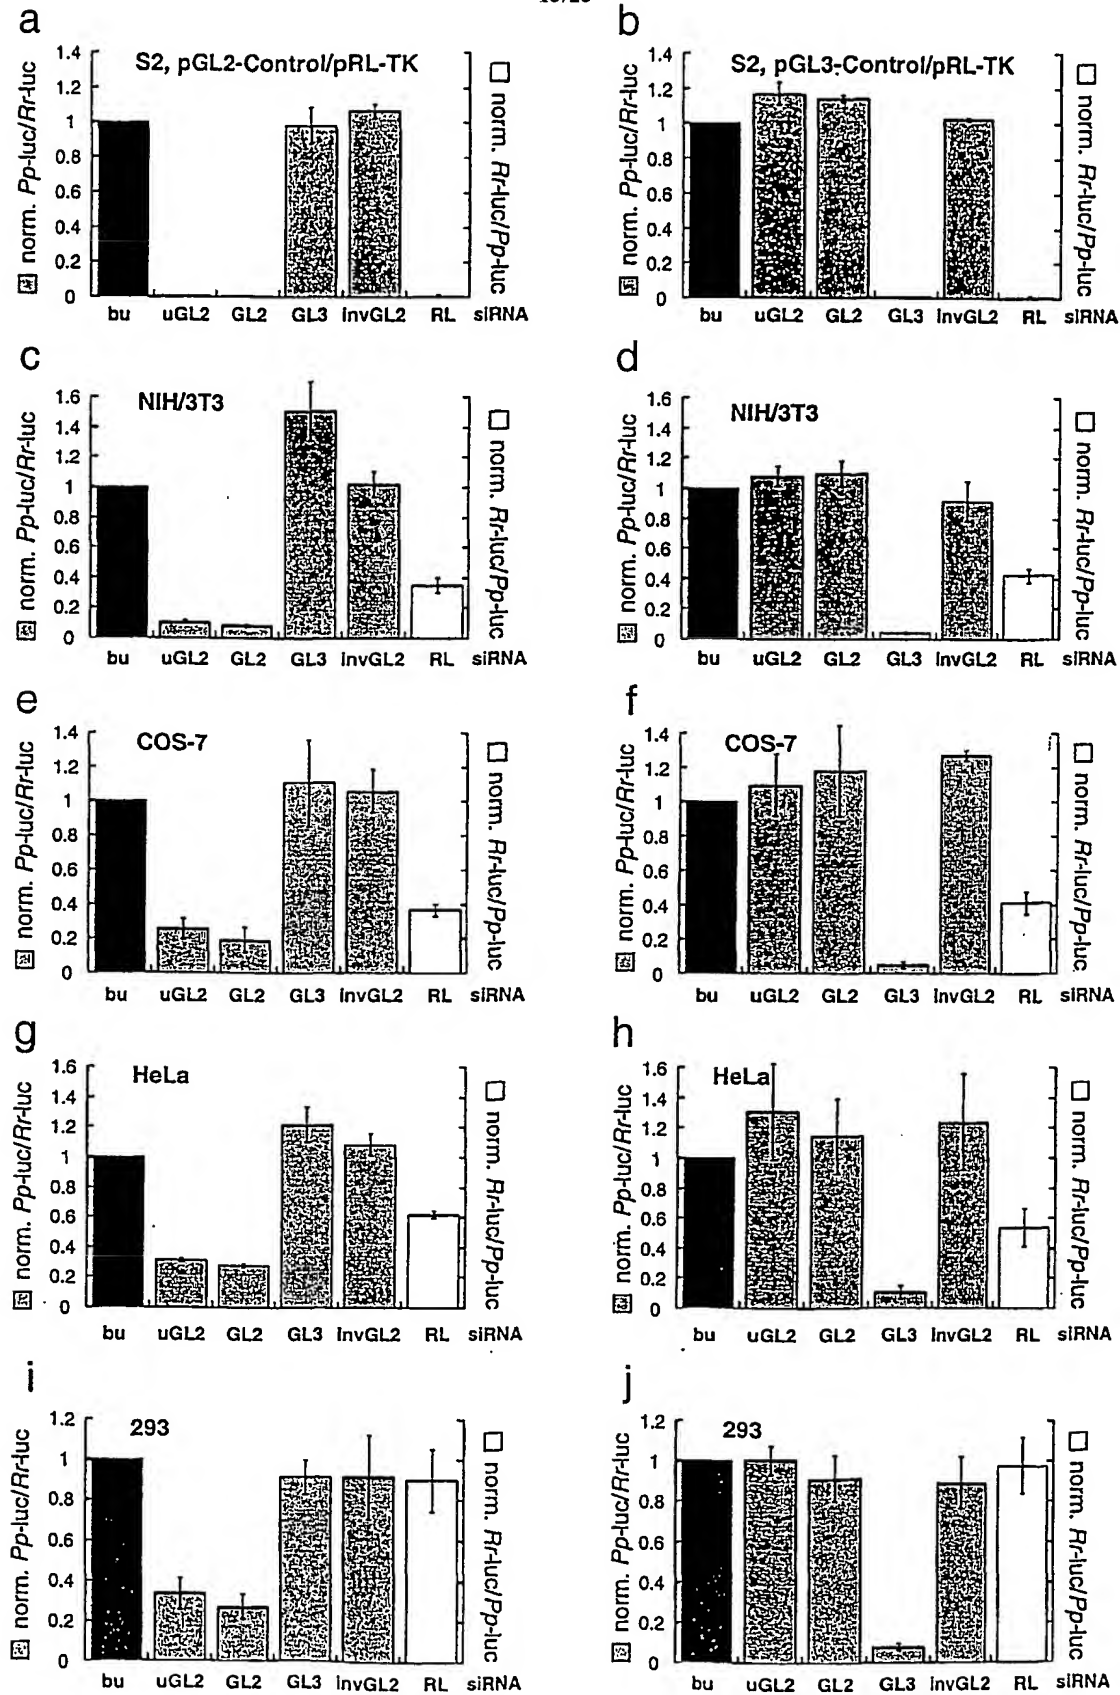 a
S2, pGL2-Control/pRL-TK
norm. Pp-luc/Rr-luc
norm. Rr-luc/Pp-luc
1.4
1.2
1
0.8
0.6
0.4
0.2
0
bu uGL2 GL2 GL3 invGL2 RL siRNA
b
S2, pGL3-Control/pRL-TK
norm. Pp-luc/Rr-luc
norm. Rr-luc/Pp-luc
1.4
1.2
1
0.8
0.6
0.4
0.2
0
bu uGL2 GL2 GL3 invGL2 RL siRNA
c
NIH/3T3
norm. Pp-luc/Rr-luc
norm. Rr-luc/Pp-luc
1.6
1.4
1.2
1
0.8
0.6
0.4
0.2
0
bu uGL2 GL2 GL3 invGL2 RL siRNA
d
NIH/3T3
norm. Pp-luc/Rr-luc
norm. Rr-luc/Pp-luc
1.6
1.4
1.2
1
0.8
0.6
0.4
0.2
0
bu uGL2 GL2 GL3 invGL2 RL siRNA
e
COS-7
norm. Pp-luc/Rr-luc
norm. Rr-luc/Pp-luc
1.4
1.2
1
0.8
0.6
0.4
0.2
0
bu uGL2 GL2 GL3 invGL2 RL siRNA
f
COS-7
norm. Pp-luc/Rr-luc
norm. Rr-luc/Pp-luc
1.4
1.2
1
0.8
0.6
0.4
0.2
0
bu uGL2 GL2 GL3 invGL2 RL siRNA
g
HeLa
norm. Pp-luc/Rr-luc
norm. Rr-luc/Pp-luc
1.6
1.4
1.2
1
0.8
0.6
0.4
0.2
0
bu uGL2 GL2 GL3 invGL2 RL siRNA
h
HeLa
norm. Pp-luc/Rr-luc
norm. Rr-luc/Pp-luc
1.6
1.4
1.2
1
0.8
0.6
0.4
0.2
0
bu uGL2 GL2 GL3 invGL2 RL siRNA
i
293
norm. Pp-luc/Rr-luc
norm. Rr-luc/Pp-luc
1.2
1
0.8
0.6
0.4
0.2
0
bu uGL2 GL2 GL3 invGL2 RL siRNA
j
293
norm. Pp-luc/Rr-luc
norm. Rr-luc/Pp-luc
1.2
1
0.8
0.6
0.4
0.2
0
bu uGL2 GL2 GL3 invGL2 RL siRNA